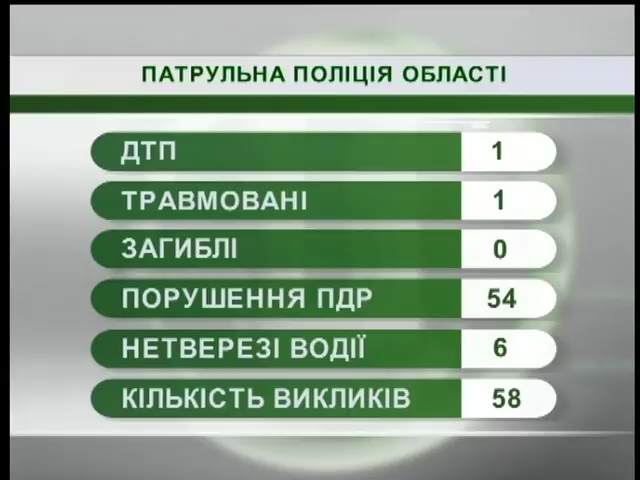 ПАТРУЛЬНА ПОЛІЦІЯ ОБЛАСТІ
ДТП 1
ТРАВМОВАНІ 1
ЗАГИБЛІ 0
ПОРУШЕННЯ ПДР 54
НЕТВЕРЕЗІ ВОДІЇ 6
КІЛЬКІСТЬ ВИКЛИКІВ 58